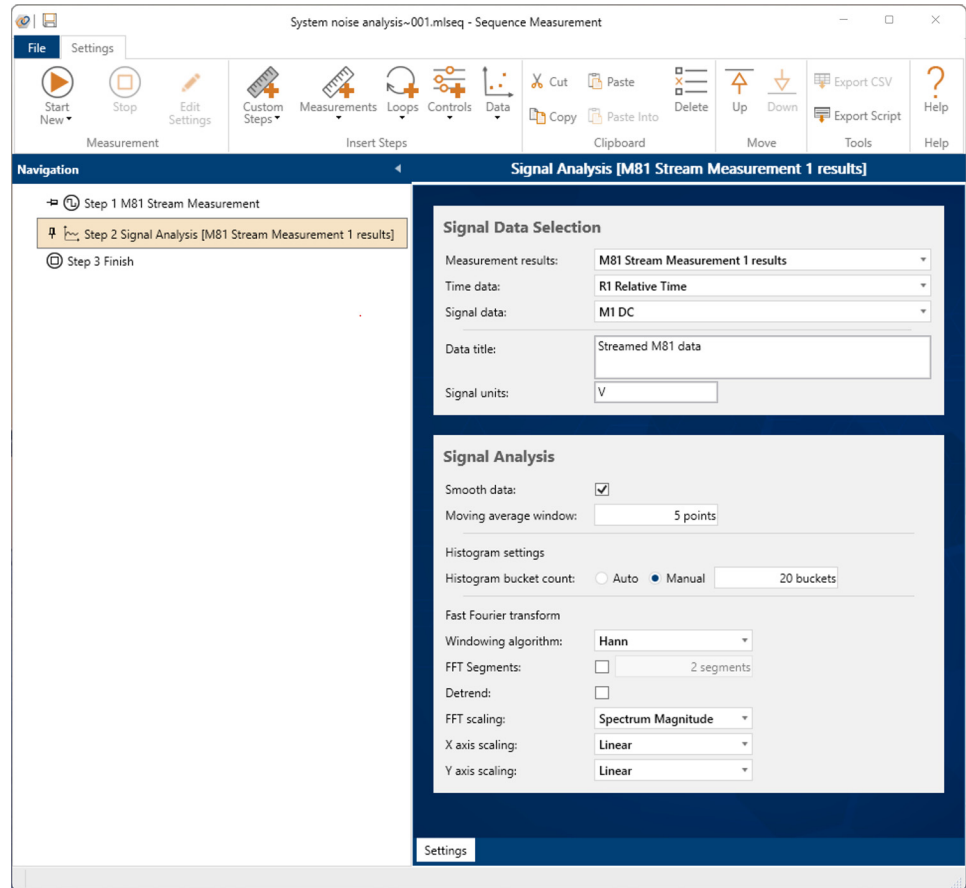 System noise analysis~001.mlseq - Sequence Measurement
File Settings
Start New
Stop
Edit Settings
Custom Steps
Measurements
Loops
Controls
Data
Cut
Copy
Paste
Paste Into
Delete
Up
Down
Export CSV
Export Script
Help
Measurement
Insert Steps
Clipboard
Move
Tools
Help
Navigation
Step 1 M81 Stream Measurement
Step 2 Signal Analysis [M81 Stream Measurement 1 results]
Step 3 Finish
Signal Analysis [M81 Stream Measurement 1 results]
Signal Data Selection
Measurement results: M81 Stream Measurement 1 results
Time data: R1 Relative Time
Signal data: M1 DC
Data title: Streamed M81 data
Signal units: V
Signal Analysis
Smooth data:
Moving average window: 5 points
Histogram settings
Histogram bucket count: Auto Manual 20 buckets
Fast Fourier transform
Windowing algorithm: Hann
FFT Segments: 2 segments
Detrend:
FFT scaling: Spectrum Magnitude
X axis scaling: Linear
Y axis scaling: Linear
Settings